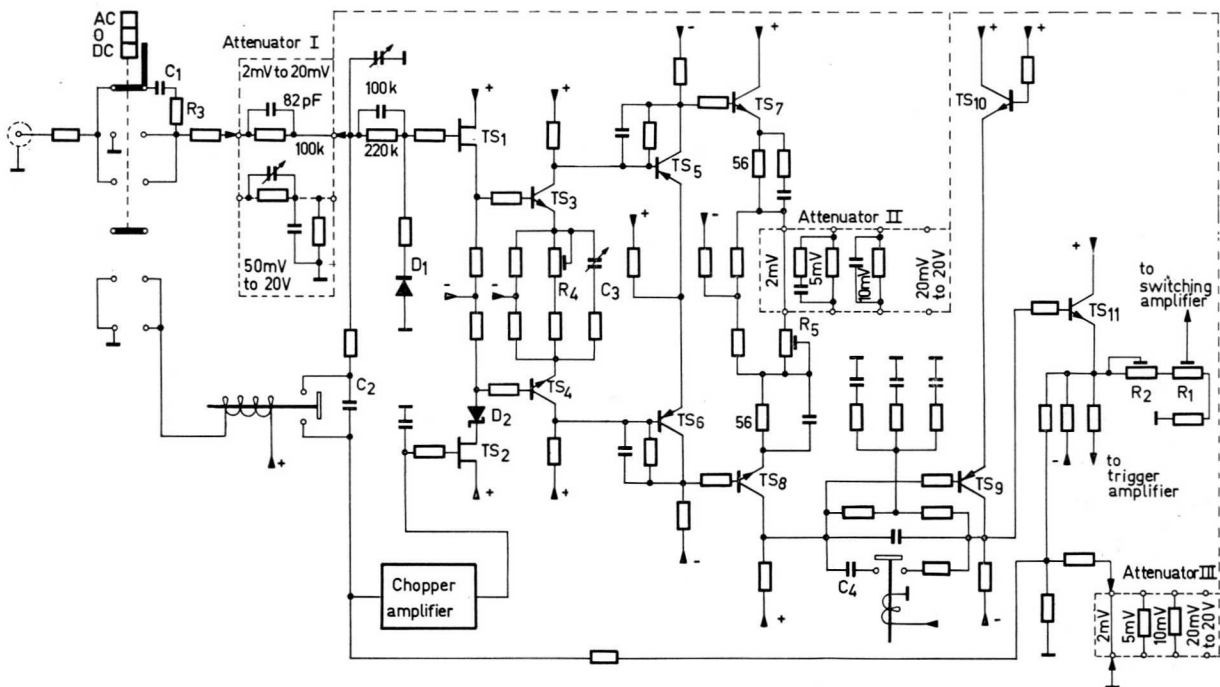 AC
0
DC
C1
R3
Attenuator I
2mV to 20mV
82pF
100k
50mV
to 20V
100k
220k
D1
TS1
TS3
R4
C3
TS4
D2
TS2
C2
+
Chopper
amplifier
+
+
-
-
+
+
-
+
TS5
TS6
-
+
TS7
56
-
Attenuator II
2mV
5mV
10mV
20mV
to 20V
R5
56
TS8
+
C4
+
+
TS10
TS9
-
+
TS11
to
switching
amplifier
R2
R1
-
to
trigger
amplifier
Attenuator III
2mV
5mV
10mV
20mV
to 20V